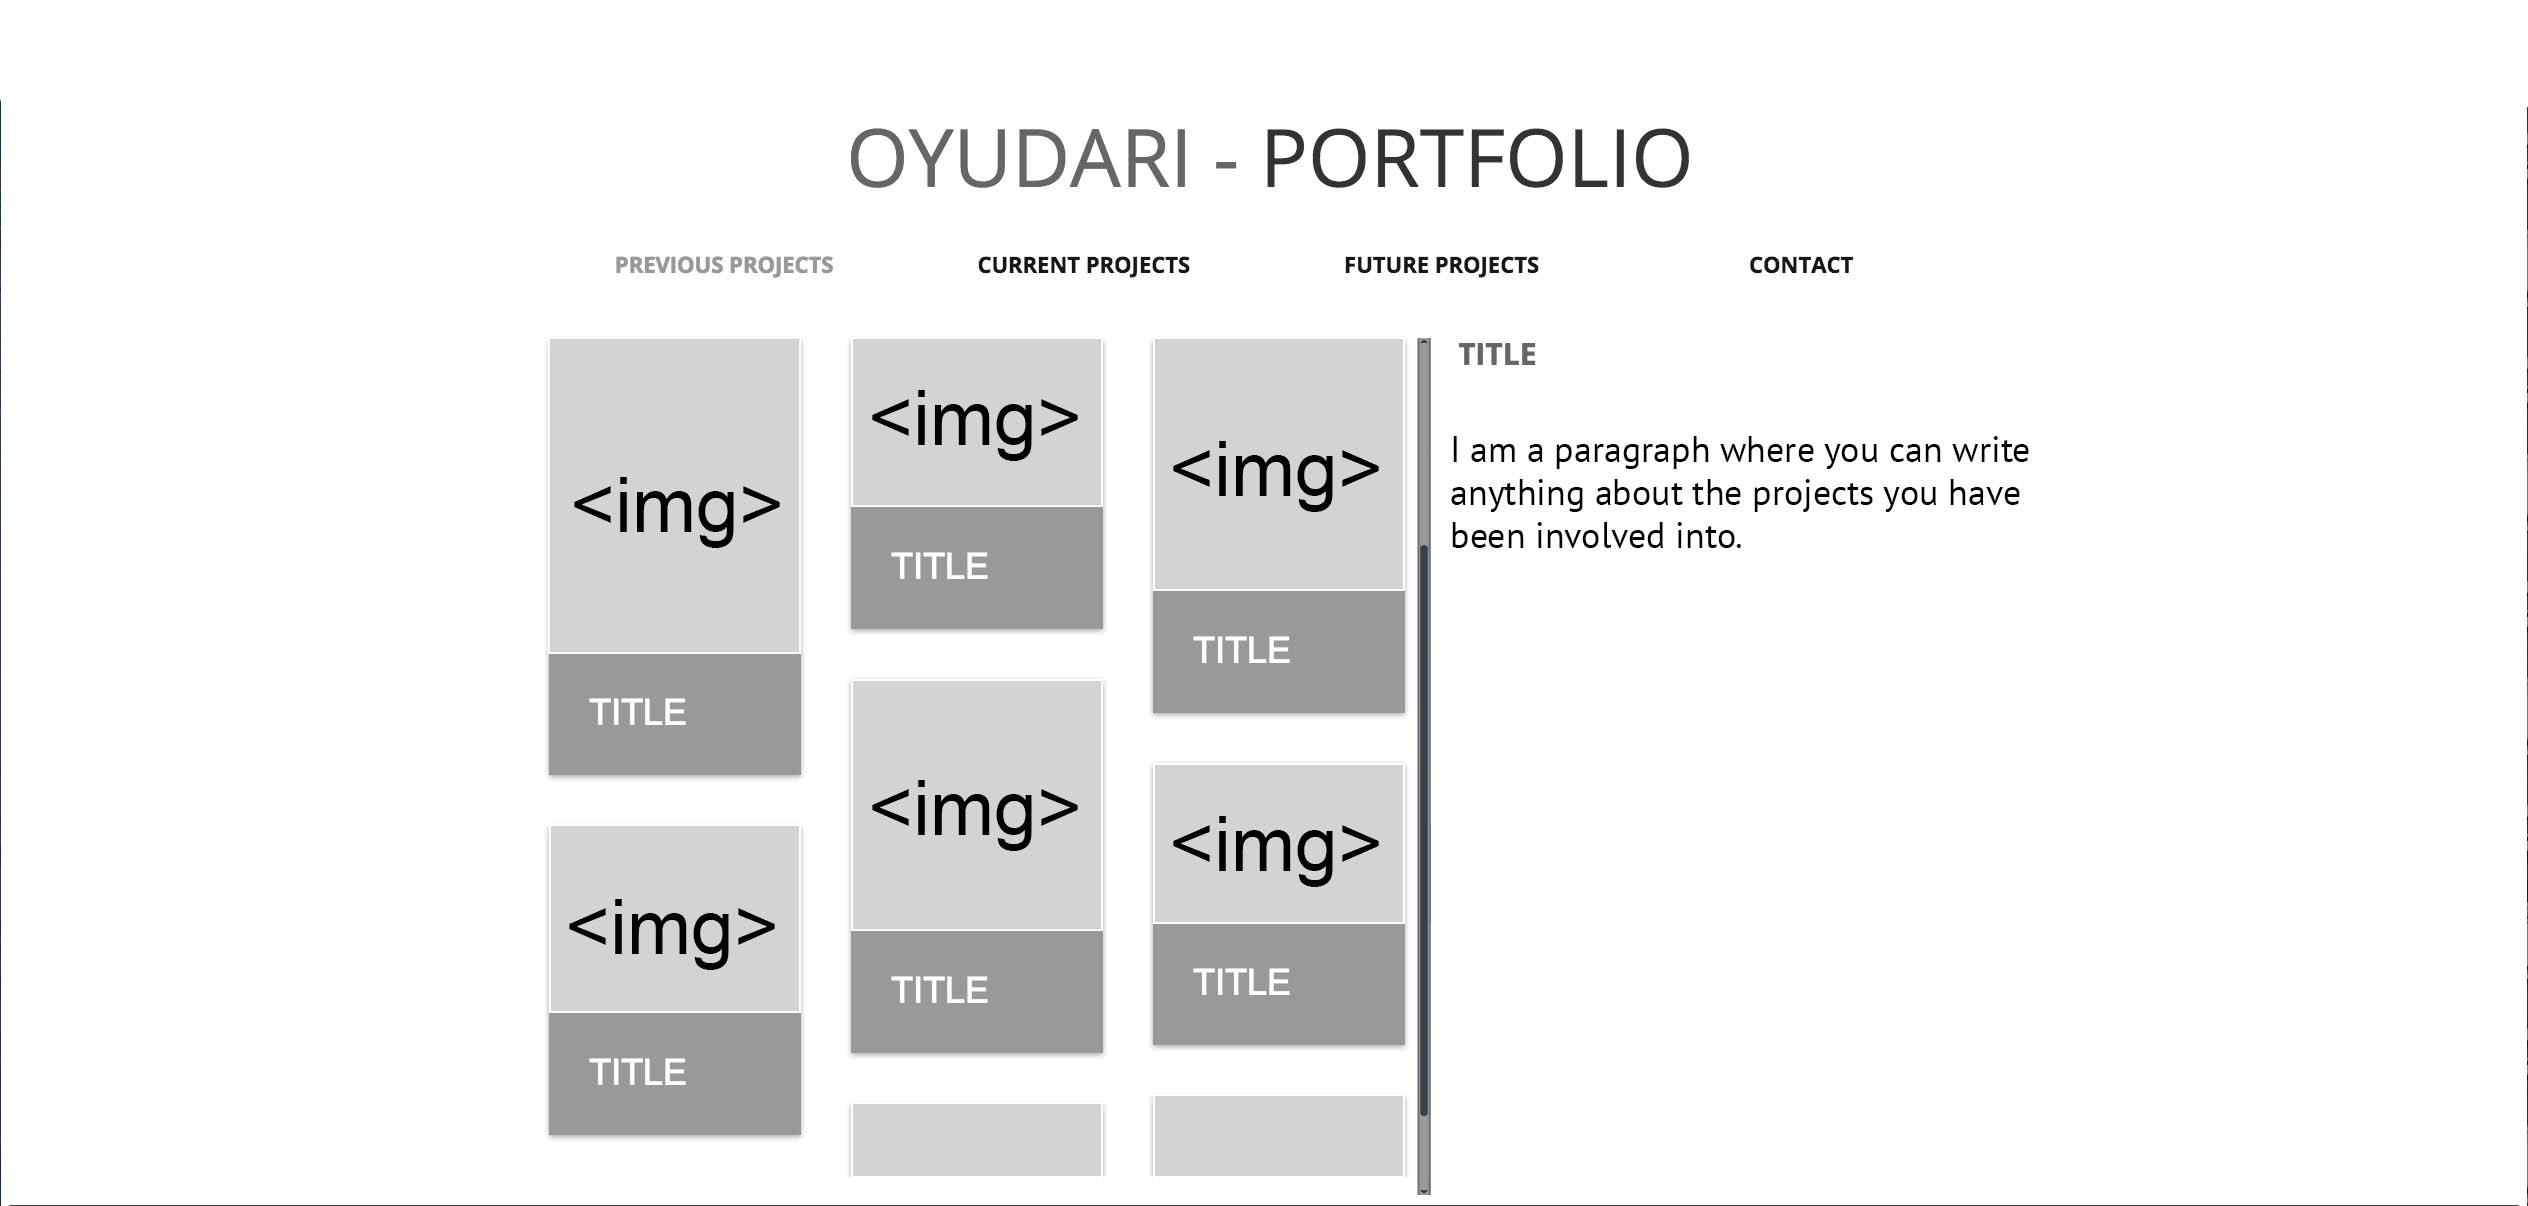 OYUDARI - PORTFOLIO
PREVIOUS PROJECTS
CURRENT PROJECTS
FUTURE PROJECTS
CONTACT
<img>
TITLE
<img>
TITLE
<img>
TITLE
<img>
TITLE
<img>
TITLE
<img>
TITLE
TITLE
I am a paragraph where you can write
anything about the projects you have
been involved into.